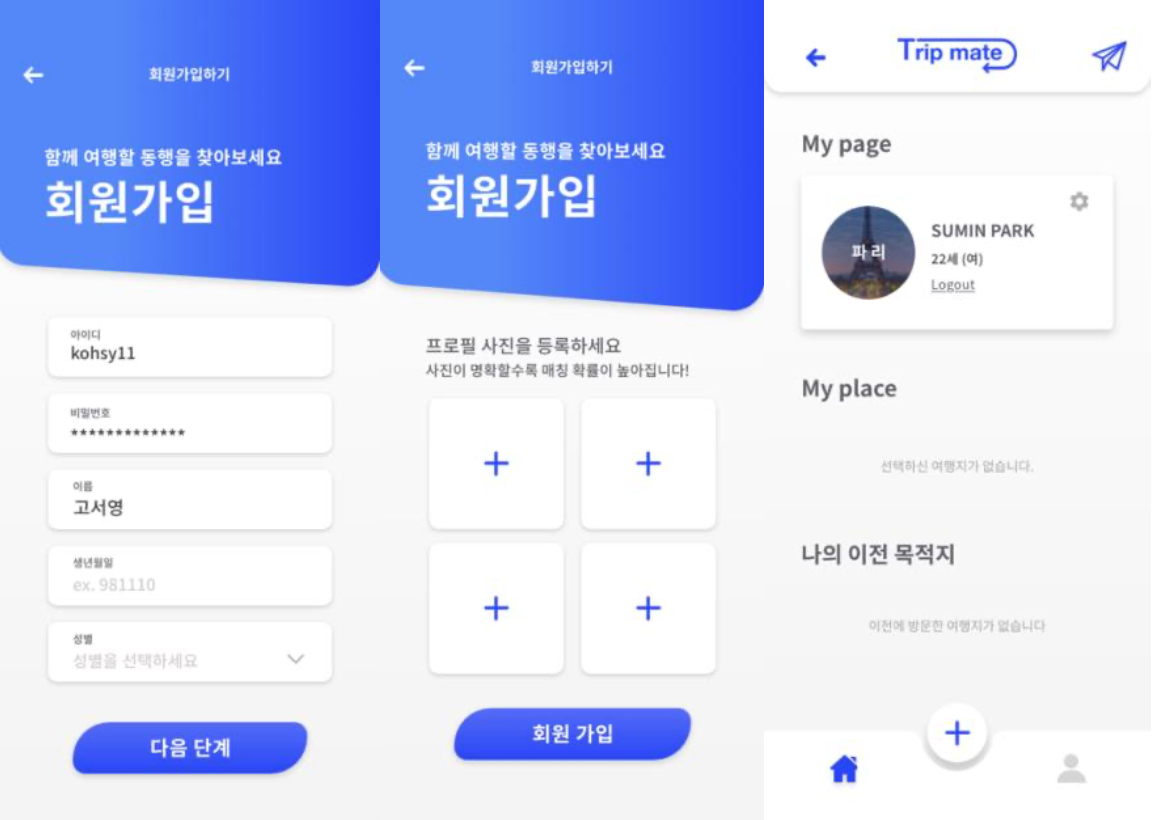 회원가입하기
함께 여행할 동행을 찾아보세요
회원가입
아이디
kohsy11
비밀번호
*************
이름
고서영
생년월일
ex. 981110
성별
성별을 선택하세요
다음 단계
회원가입하기
함께 여행할 동행을 찾아보세요
회원가입
프로필 사진을 등록하세요
사진이 명확할수록 매칭 확률이 높아집니다!
+
+
+
+
회원 가입
Trip mate
My page
파 리
SUMIN PARK
22세 (여)
Logout
My place
선택하신 여행지가 없습니다.
나의 이전 목적지
이전에 방문한 여행지가 없습니다
+